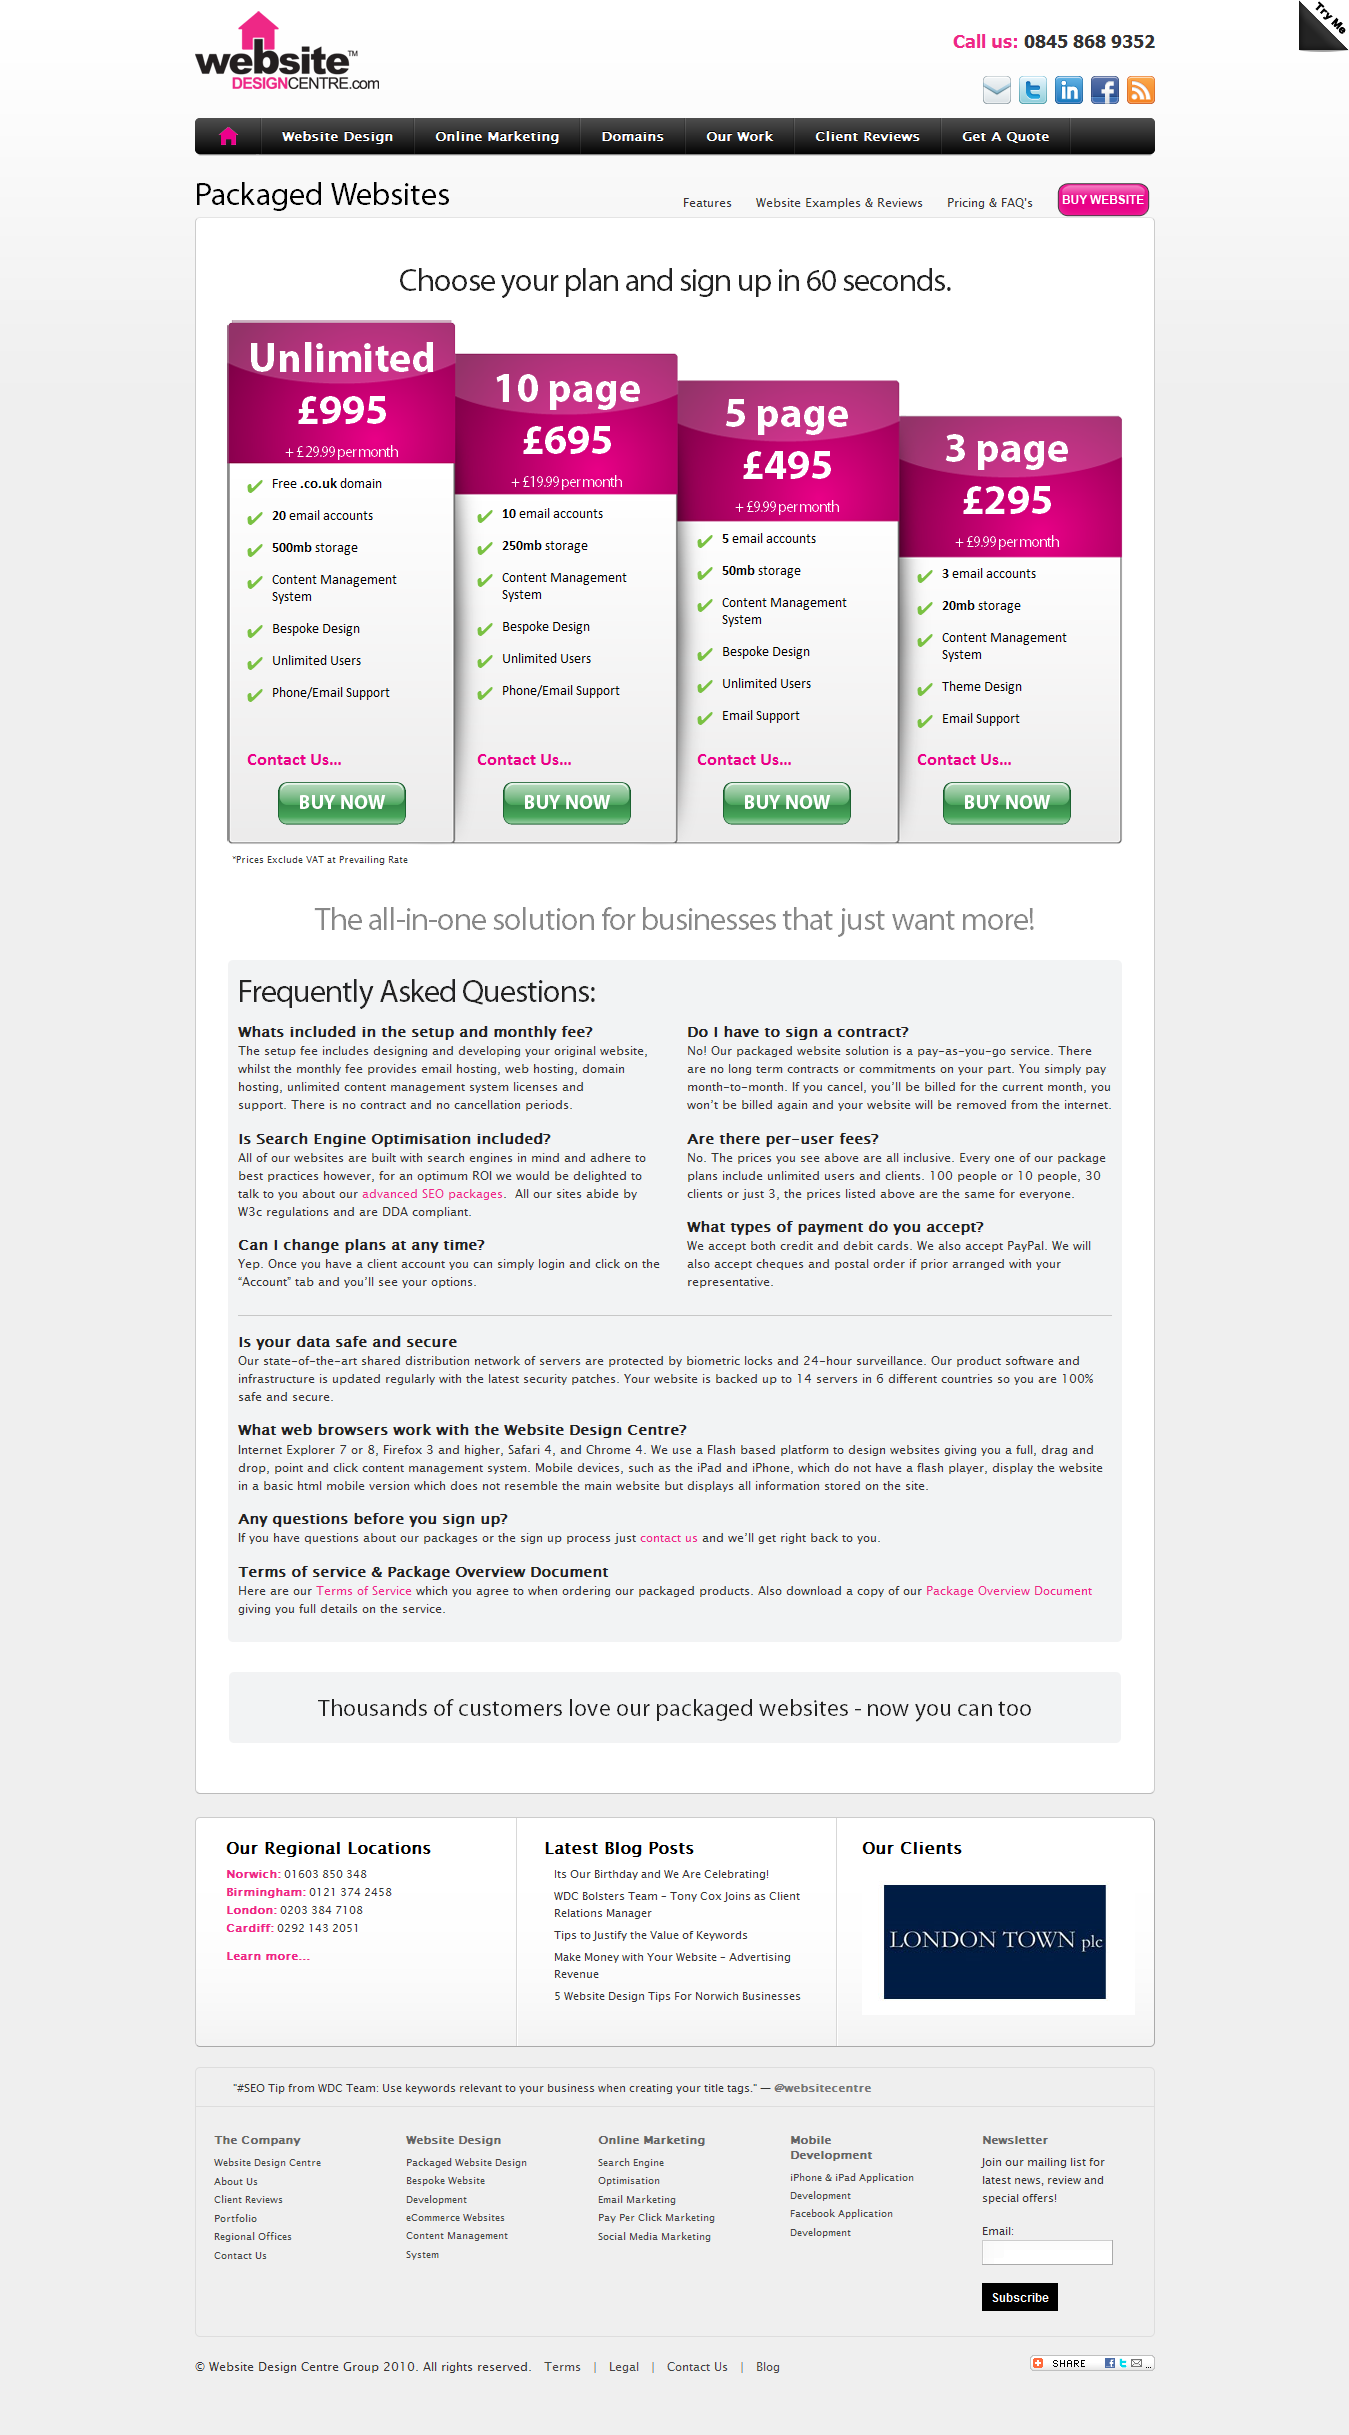 Try Me
website™
DESIGNCENTRE.com
Call us: 0845 868 9352
Website Design
Online Marketing
Domains
Our Work
Client Reviews
Get A Quote
Packaged Websites
Features
Website Examples & Reviews
Pricing & FAQ's
BUY WEBSITE
Choose your plan and sign up in 60 seconds.
Unlimited
£995
+ £29.99 per month
Free .co.uk domain
20 email accounts
500mb storage
Content Management
System
Bespoke Design
Unlimited Users
Phone/Email Support
Contact Us...
BUY NOW
10 page
£695
+ £19.99 per month
10 email accounts
250mb storage
Content Management
System
Bespoke Design
Unlimited Users
Phone/Email Support
Contact Us...
BUY NOW
5 page
£495
+ £9.99 per month
5 email accounts
50mb storage
Content Management
System
Bespoke Design
Unlimited Users
Email Support
Contact Us...
BUY NOW
3 page
£295
+ £9.99 per month
3 email accounts
20mb storage
Content Management
System
Theme Design
Email Support
Contact Us...
BUY NOW
*Prices Exclude VAT at Prevailing Rate
The all-in-one solution for businesses that just want more!
Frequently Asked Questions:
Whats included in the setup and monthly fee?
The setup fee includes designing and developing your original website,
whilst the monthly fee provides email hosting, web hosting, domain
hosting, unlimited content management system licenses and
support. There is no contract and no cancellation periods.
Is Search Engine Optimisation included?
All of our websites are built with search engines in mind and adhere to
best practices however, for an optimum ROI we would be delighted to
talk to you about our advanced SEO packages.  All our sites abide by
W3c regulations and are DDA compliant.
Can I change plans at any time?
Yep. Once you have a client account you can simply login and click on the
“Account” tab and you’ll see your options.
Do I have to sign a contract?
No! Our packaged website solution is a pay-as-you-go service. There
are no long term contracts or commitments on your part. You simply pay
month-to-month. If you cancel, you’ll be billed for the current month, you
won’t be billed again and your website will be removed from the internet.
Are there per-user fees?
No. The prices you see above are all inclusive. Every one of our package
plans include unlimited users and clients. 100 people or 10 people, 30
clients or just 3, the prices listed above are the same for everyone.
What types of payment do you accept?
We accept both credit and debit cards. We also accept PayPal. We will
also accept cheques and postal order if prior arranged with your
representative.
Is your data safe and secure
Our state-of-the-art shared distribution network of servers are protected by biometric locks and 24-hour surveillance. Our product software and
infrastructure is updated regularly with the latest security patches. Your website is backed up to 14 servers in 6 different countries so you are 100%
safe and secure.
What web browsers work with the Website Design Centre?
Internet Explorer 7 or 8, Firefox 3 and higher, Safari 4, and Chrome 4. We use a Flash based platform to design websites giving you a full, drag and
drop, point and click content management system. Mobile devices, such as the iPad and iPhone, which do not have a flash player, display the website
in a basic html mobile version which does not resemble the main website but displays all information stored on the site.
Any questions before you sign up?
If you have questions about our packages or the sign up process just contact us and we’ll get right back to you.
Terms of service & Package Overview Document
Here are our Terms of Service which you agree to when ordering our packaged products. Also download a copy of our Package Overview Document
giving you full details on the service.
Thousands of customers love our packaged websites - now you can too
Our Regional Locations
Norwich: 01603 850 348
Birmingham: 0121 374 2458
London: 0203 384 7108
Cardiff: 0292 143 2051
Learn more...
Latest Blog Posts
Its Our Birthday and We Are Celebrating!
WDC Bolsters Team – Tony Cox Joins as Client
Relations Manager
Tips to Justify the Value of Keywords
Make Money with Your Website – Advertising
Revenue
5 Website Design Tips For Norwich Businesses
Our Clients
LONDON TOWN plc
"#SEO Tip from WDC Team: Use keywords relevant to your business when creating your title tags." — @websitecentre
The Company
Website Design Centre
About Us
Client Reviews
Portfolio
Regional Offices
Contact Us
Website Design
Packaged Website Design
Bespoke Website
Development
eCommerce Websites
Content Management
System
Online Marketing
Search Engine
Optimisation
Email Marketing
Pay Per Click Marketing
Social Media Marketing
Mobile
Development
iPhone & iPad Application
Development
Facebook Application
Development
Newsletter
Join our mailing list for
latest news, review and
special offers!
Email:
Subscribe
© Website Design Centre Group 2010. All rights reserved. Terms | Legal | Contact Us | Blog
SHARE ...